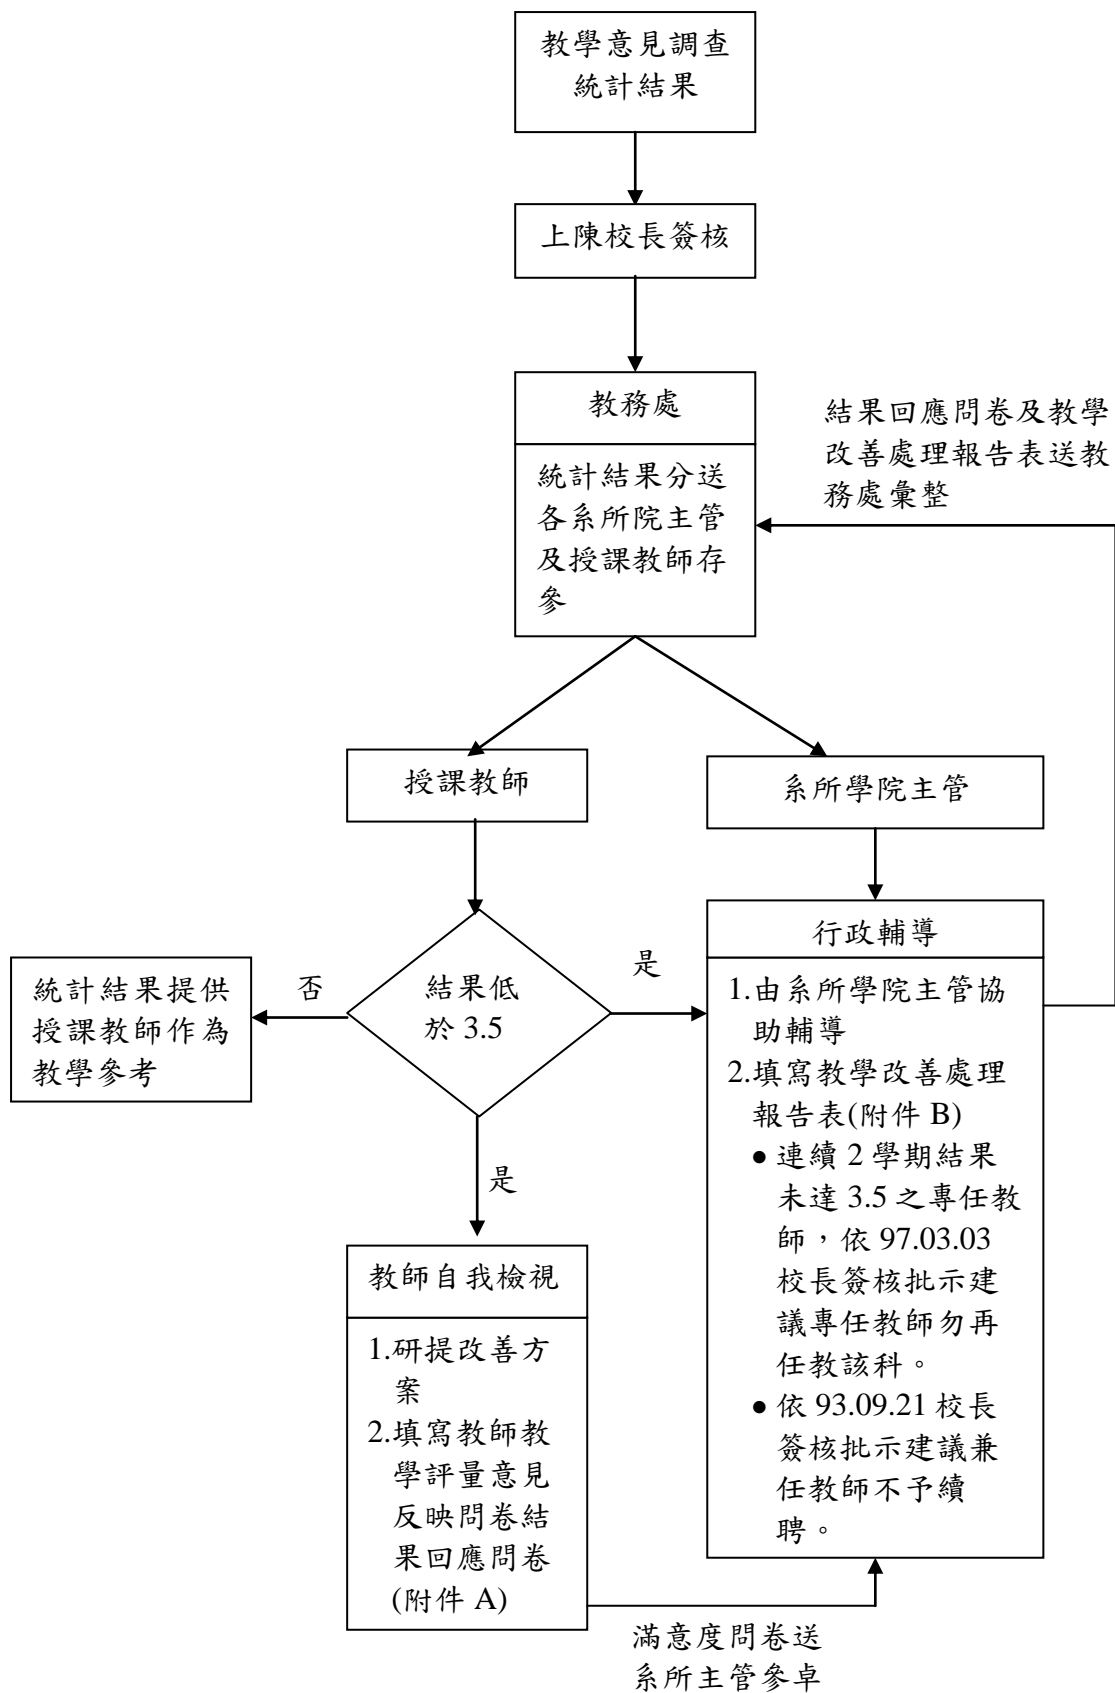 教學意見調查
統計結果
上陳校長簽核
教務處
統計結果分送
各系所院主管
及授課教師存
參
結果回應問卷及教學
改善處理報告表送教
務處彙整
授課教師
系所學院主管
結果低
於 3.5
否
是
是
統計結果提供
授課教師作為
教學參考
行政輔導
1.由系所學院主管協
助輔導
2.填寫教學改善處理
報告表(附件 B)
● 連續 2 學期結果
未達 3.5 之專任教
師，依 97.03.03
校長簽核批示建
議專任教師勿再
任教該科。
● 依 93.09.21 校長
簽核批示建議兼
任教師不予續
聘。
教師自我檢視
1.研提改善方
案
2.填寫教師教
學評量意見
反映問卷結
果回應問卷
(附件 A)
滿意度問卷送
系所主管參卓